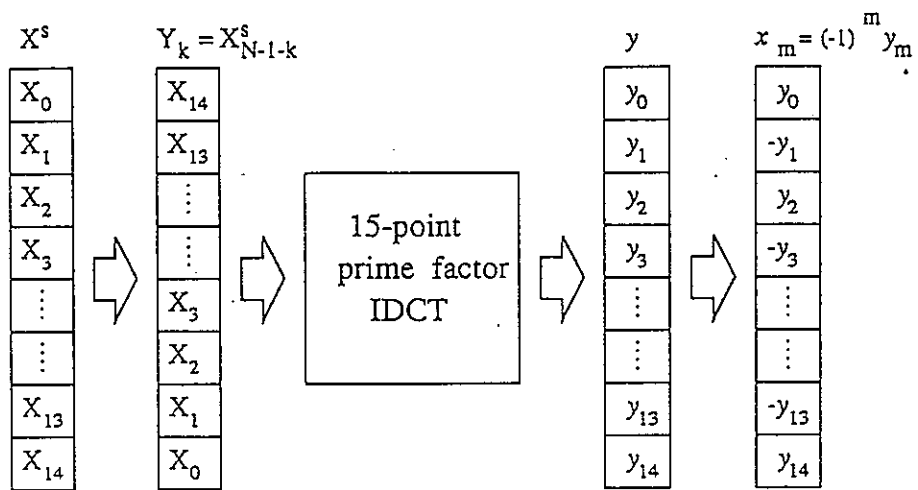 X^s Y_k = X^s_{N-1-k} y x_m = (-1)^m y_m
X_0 X_14 y_0 y_0
X_1 X_13 y_1 -y_1
X_2 ⋮ y_2 y_2
X_3 ⋮ y_3 -y_3
⋮ X_3 ⋮ ⋮
⋮ X_2 ⋮ ⋮
X_13 X_1 y_13 -y_13
X_14 X_0 y_14 y_14
15-point
prime factor
IDCT